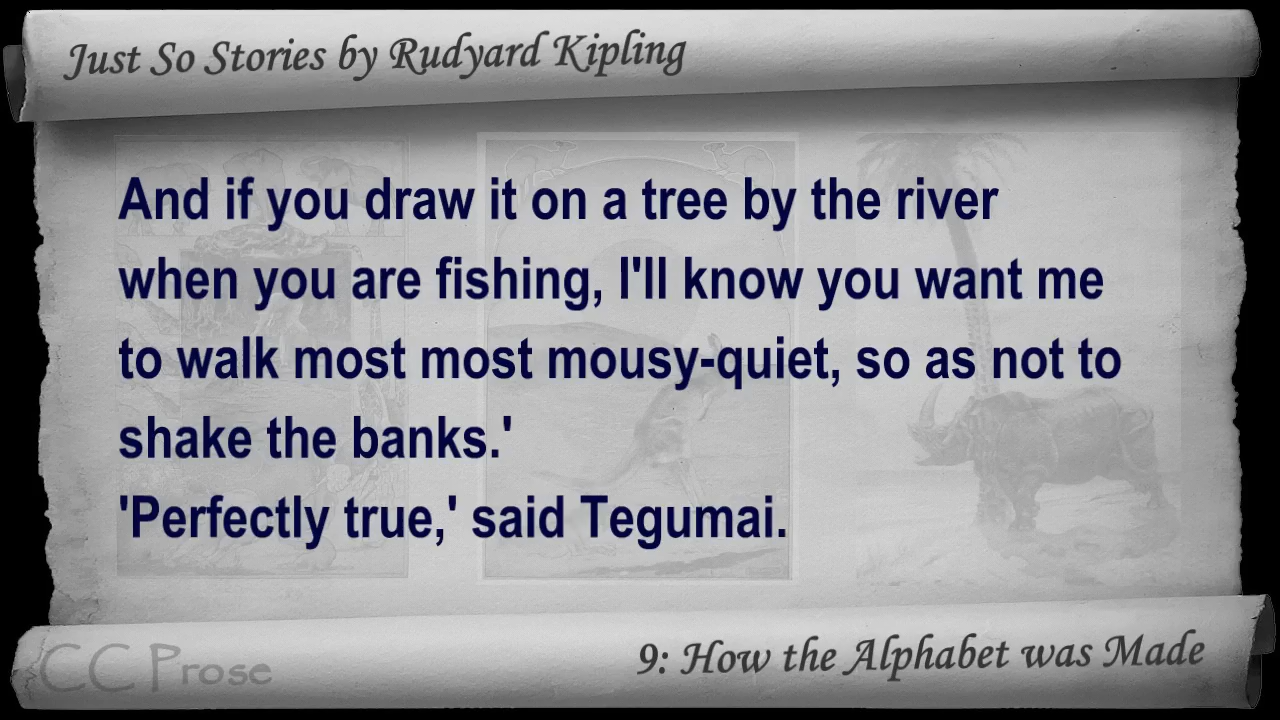 Just So Stories by Rudyard Kipling
And if you draw it on a tree by the river
when you are fishing, I'll know you want me
to walk most most mousy-quiet, so as not to
shake the banks.'
'Perfectly true,' said Tegumai.
CC Prose
9: How the Alphabet was Made